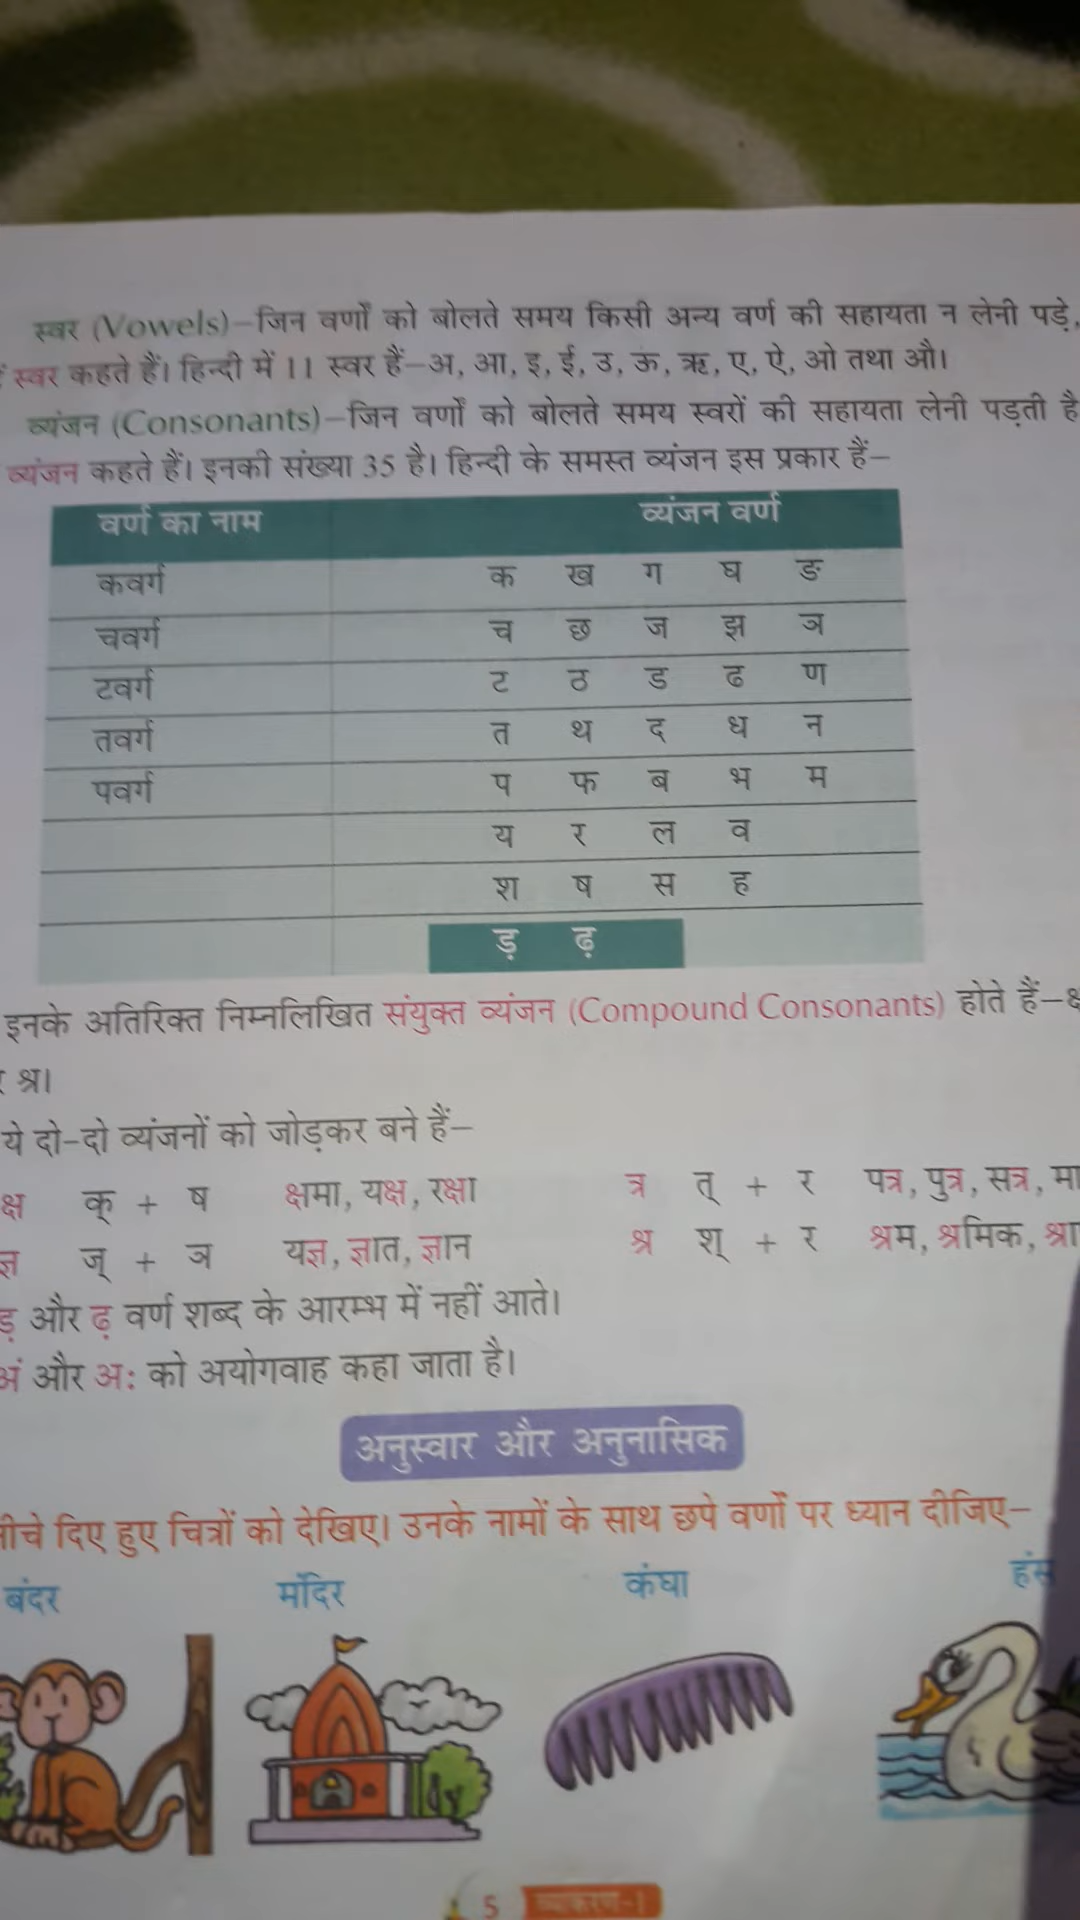 स्वर (Vowels)–जिन वर्णों को बोलते समय किसी अन्य वर्ण की सहायता न लेनी पड़े,
स्वर कहते हैं। हिन्दी में 11 स्वर हैं–अ, आ, इ, ई, उ, ऊ, ऋ, ए, ऐ, ओ तथा औ।
व्यंजन (Consonants)–जिन वर्णों को बोलते समय स्वरों की सहायता लेनी पड़ती है
व्यंजन कहते हैं। इनकी संख्या 35 है। हिन्दी के समस्त व्यंजन इस प्रकार हैं–
वर्ण का नाम व्यंजन वर्ण
कवर्ग क ख ग घ ङ
चवर्ग च छ ज झ ञ
टवर्ग ट ठ ड ढ ण
तवर्ग त थ द ध न
पवर्ग प फ ब भ म
य र ल व
श ष स ह
ड़ ढ़
इनके अतिरिक्त निम्नलिखित संयुक्त व्यंजन (Compound Consonants) होते हैं–क्ष
श्र।
ये दो-दो व्यंजनों को जोड़कर बने हैं–
क्ष क् + ष क्षमा, यक्ष, रक्षा त्र त् + र पत्र, पुत्र, सत्र, मा
ज्ञ ज् + ञ यज्ञ, ज्ञात, ज्ञान श्र श् + र श्रम, श्रमिक, श्रा
ड़ और ढ़ वर्ण शब्द के आरम्भ में नहीं आते।
अं और अः को अयोगवाह कहा जाता है।
अनुस्वार और अनुनासिक
नीचे दिए हुए चित्रों को देखिए। उनके नामों के साथ छपे वर्णों पर ध्यान दीजिए–
बंदर मंदिर कंघा हंस
5 व्याकरण-1